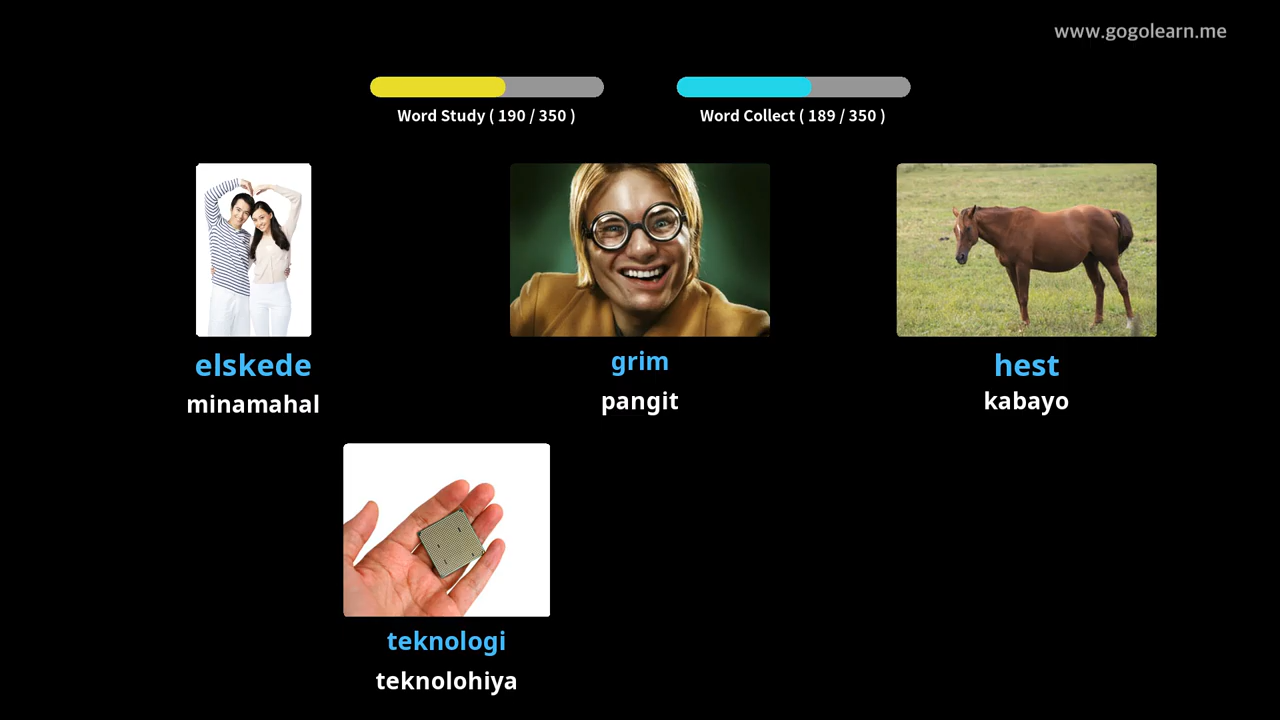 www.gogolearn.me
Word Study ( 190 / 350 )
Word Collect ( 189 / 350 )
elskede
minamahal
grim
pangit
hest
kabayo
teknologi
teknolohiya